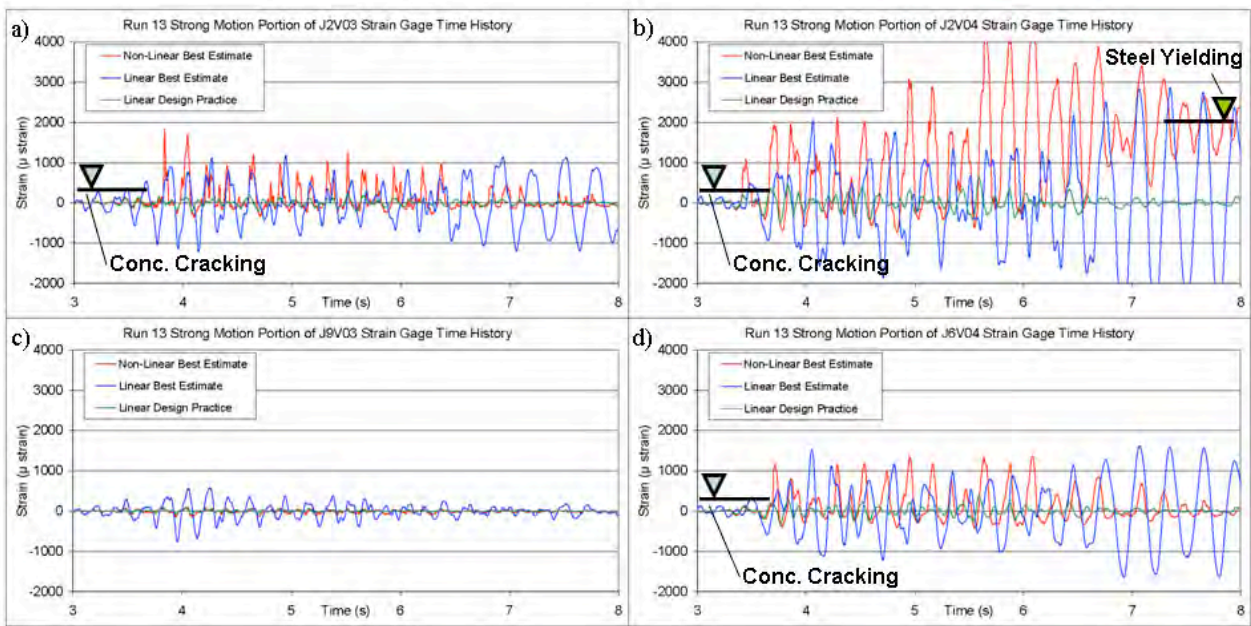 a)
Run 13 Strong Motion Portion of J2V03 Strain Gage Time History
4000
3000
2000
1000
0
-1000
-2000
Strain (µ strain)
Non-Linear Best Estimate
Linear Best Estimate
Linear Design Practice
Conc. Cracking
3 4 5 6 7 8
Time (s)
b)
Run 13 Strong Motion Portion of J2V04 Strain Gage Time History
4000
3000
2000
1000
0
-1000
-2000
Strain (µ strain)
Non-Linear Best Estimate
Linear Best Estimate
Linear Design Practice
Steel Yielding
Conc. Cracking
3 4 5 6 7 8
Time (s)
c)
Run 13 Strong Motion Portion of J9V03 Strain Gage Time History
4000
3000
2000
1000
0
-1000
-2000
Strain (µ strain)
Non-Linear Best Estimate
Linear Best Estimate
Linear Design Practice
3 4 5 6 7 8
Time (s)
d)
Run 13 Strong Motion Portion of J6V04 Strain Gage Time History
4000
3000
2000
1000
0
-1000
-2000
Strain (µ strain)
Non-Linear Best Estimate
Linear Best Estimate
Linear Design Practice
Conc. Cracking
3 4 5 6 7 8
Time (s)